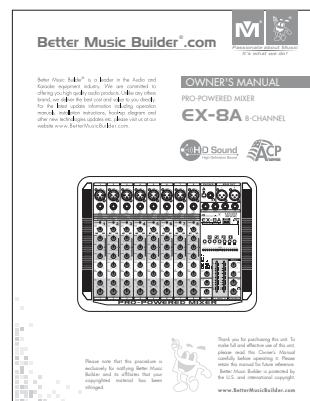 Better Music Builder®.com
M
Passionate about Music
It's what we do!
Better Music Builder® is a leader in the Audio and
Karaoke equipment industry. We are committed to
offering you high quality audio products. Unlike any others
brand, we deliver the best cost and value to you directly.
For the latest update information including operation
manuals, installation instructions, hook-up diagram and
other new technologies updates etc. please visit us at our
website www.BetterMusicBuilder.com.
OWNER'S MANUAL
PRO-POWERED MIXER
EX-8A 8-CHANNEL
HD Sound
High-Definition Sound
ACP
EX-8A
PRO-POWERED MIXER
Please note that this procedure is
exclusively for notifying Better Music
Builder and its affiliates that your
copyrighted material has been
infringed.
Thank you for purchasing this unit. To
make full and effective use of this unit,
please read this Owner's Manual
carefully before operating it. Please
retain this manual for future reference.
Better Music Builder is protected by
the U.S. and international copyright.
www.BetterMusicBuilder.com